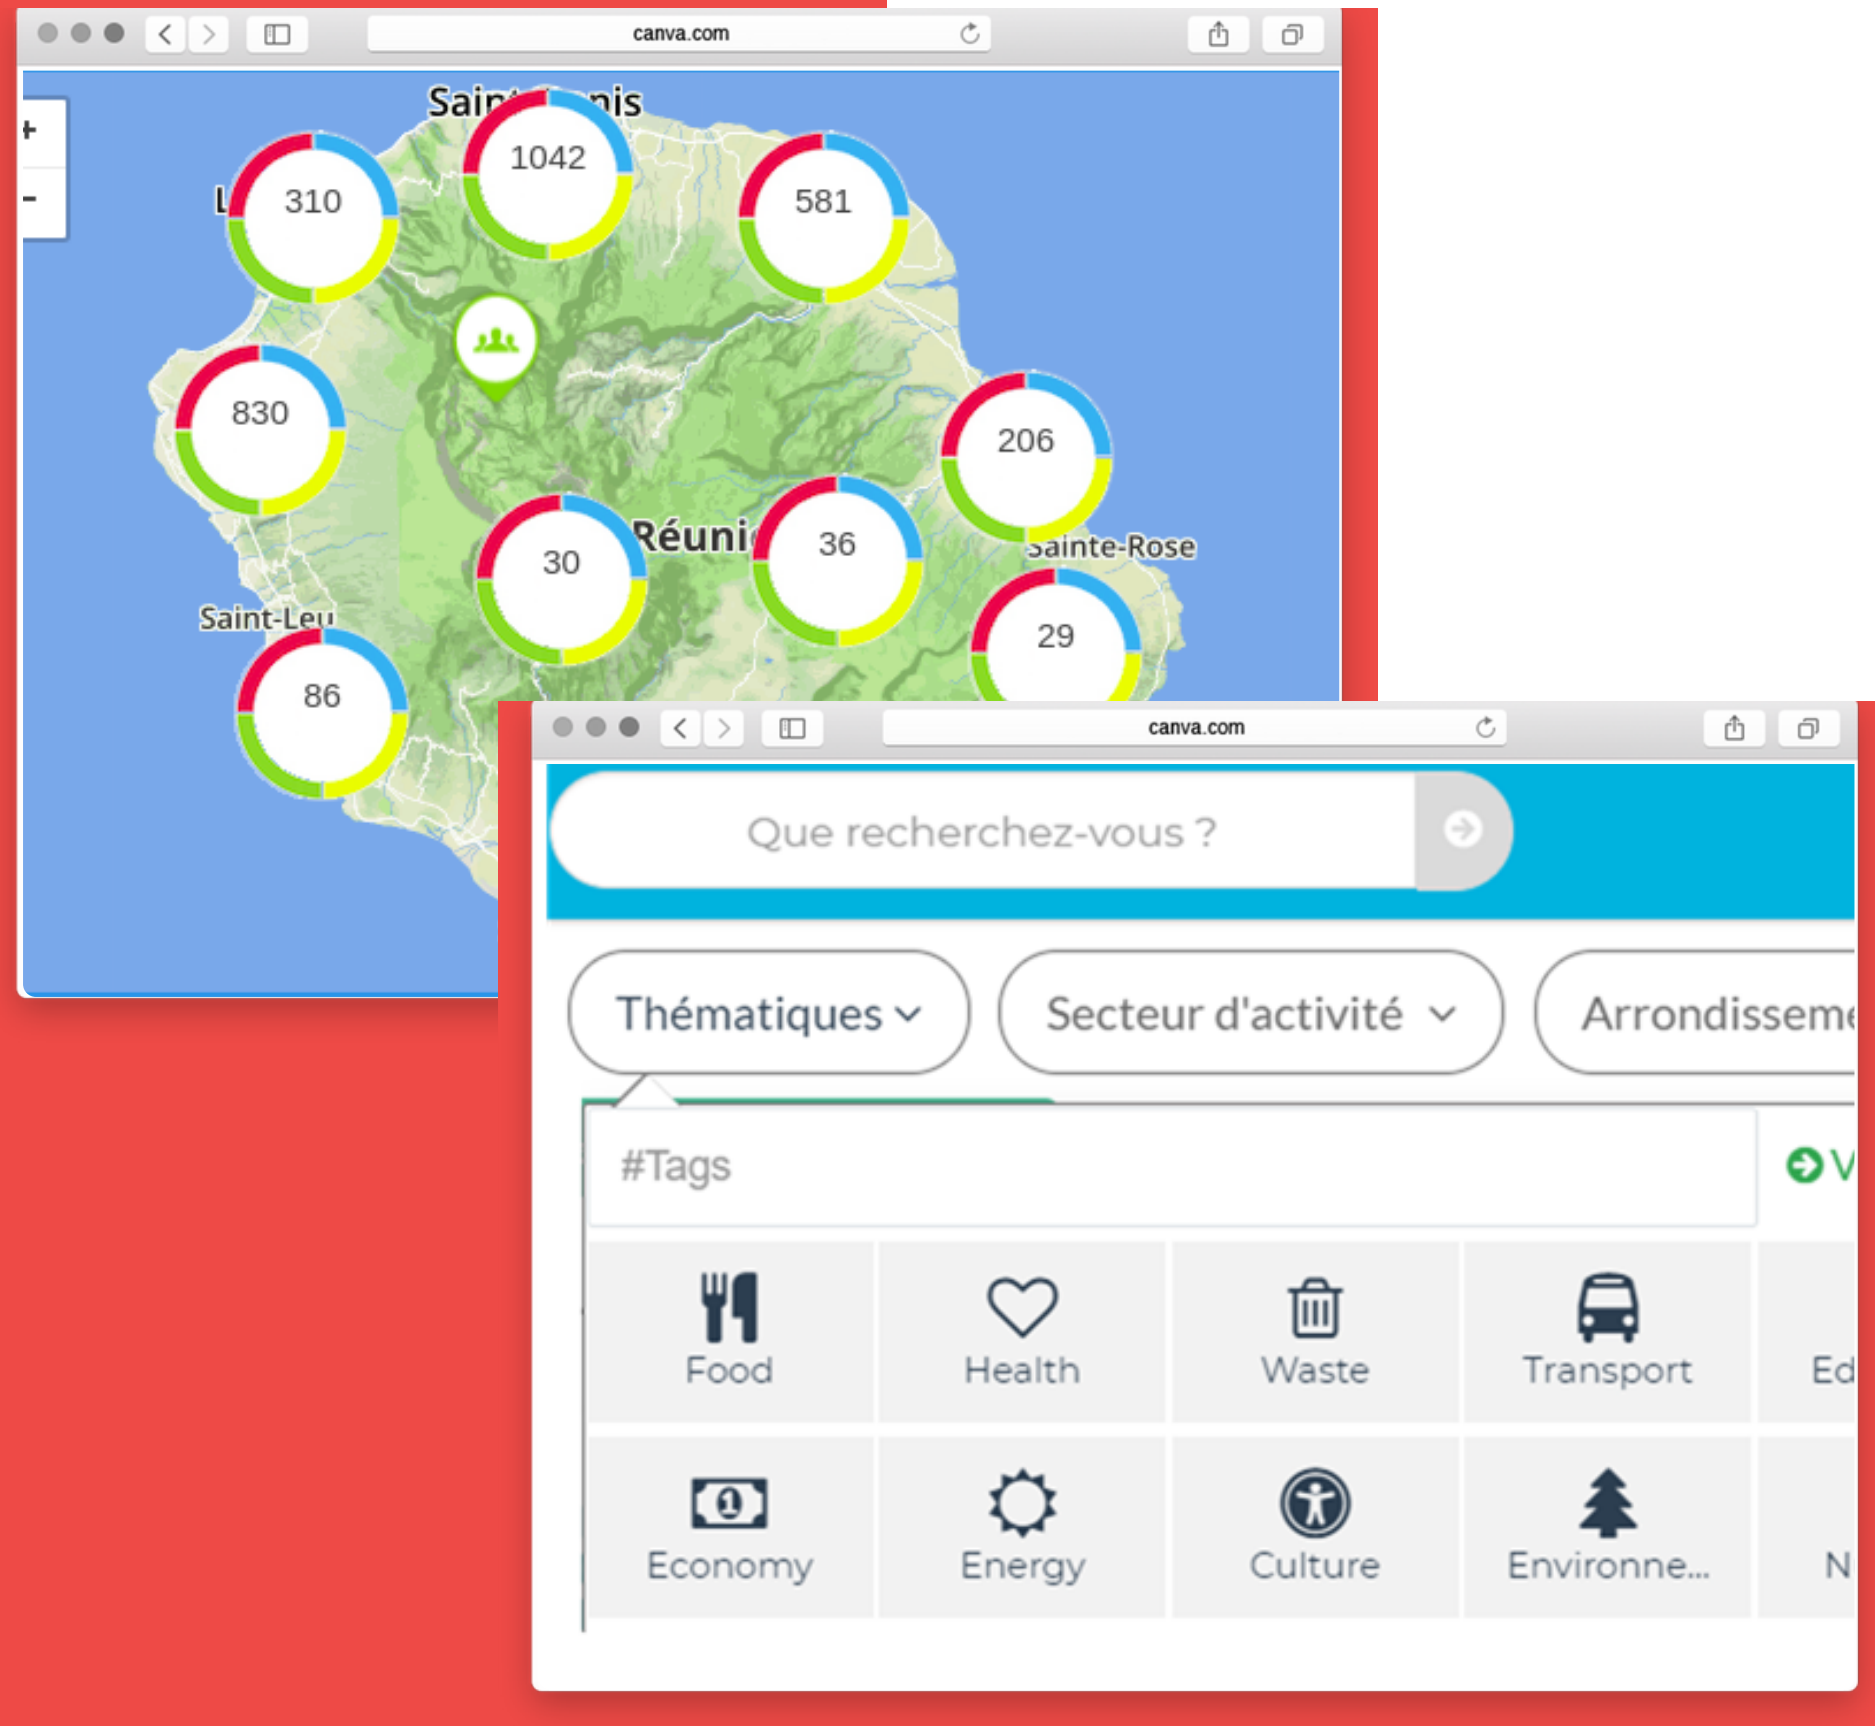 canva.com
1042
310
581
830
206
Sainte-Rose
36
30
29
Saint-Leu
86
canva.com
Que recherchez-vous ?
Thématiques
Secteur d'activité
#Tags
Food
Health
Waste
Transport
Economy
Energy
Culture
Environne...